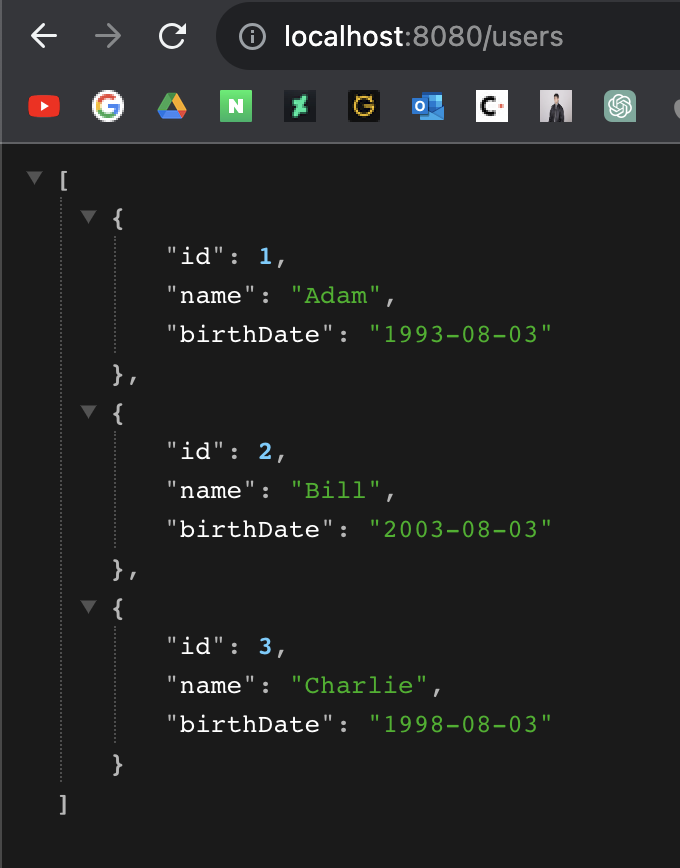 localhost:8080/users
N
G
O
C
[
{
"id": 1,
"name": "Adam",
"birthDate": "1993-08-03"
},
{
"id": 2,
"name": "Bill",
"birthDate": "2003-08-03"
},
{
"id": 3,
"name": "Charlie",
"birthDate": "1998-08-03"
}
]